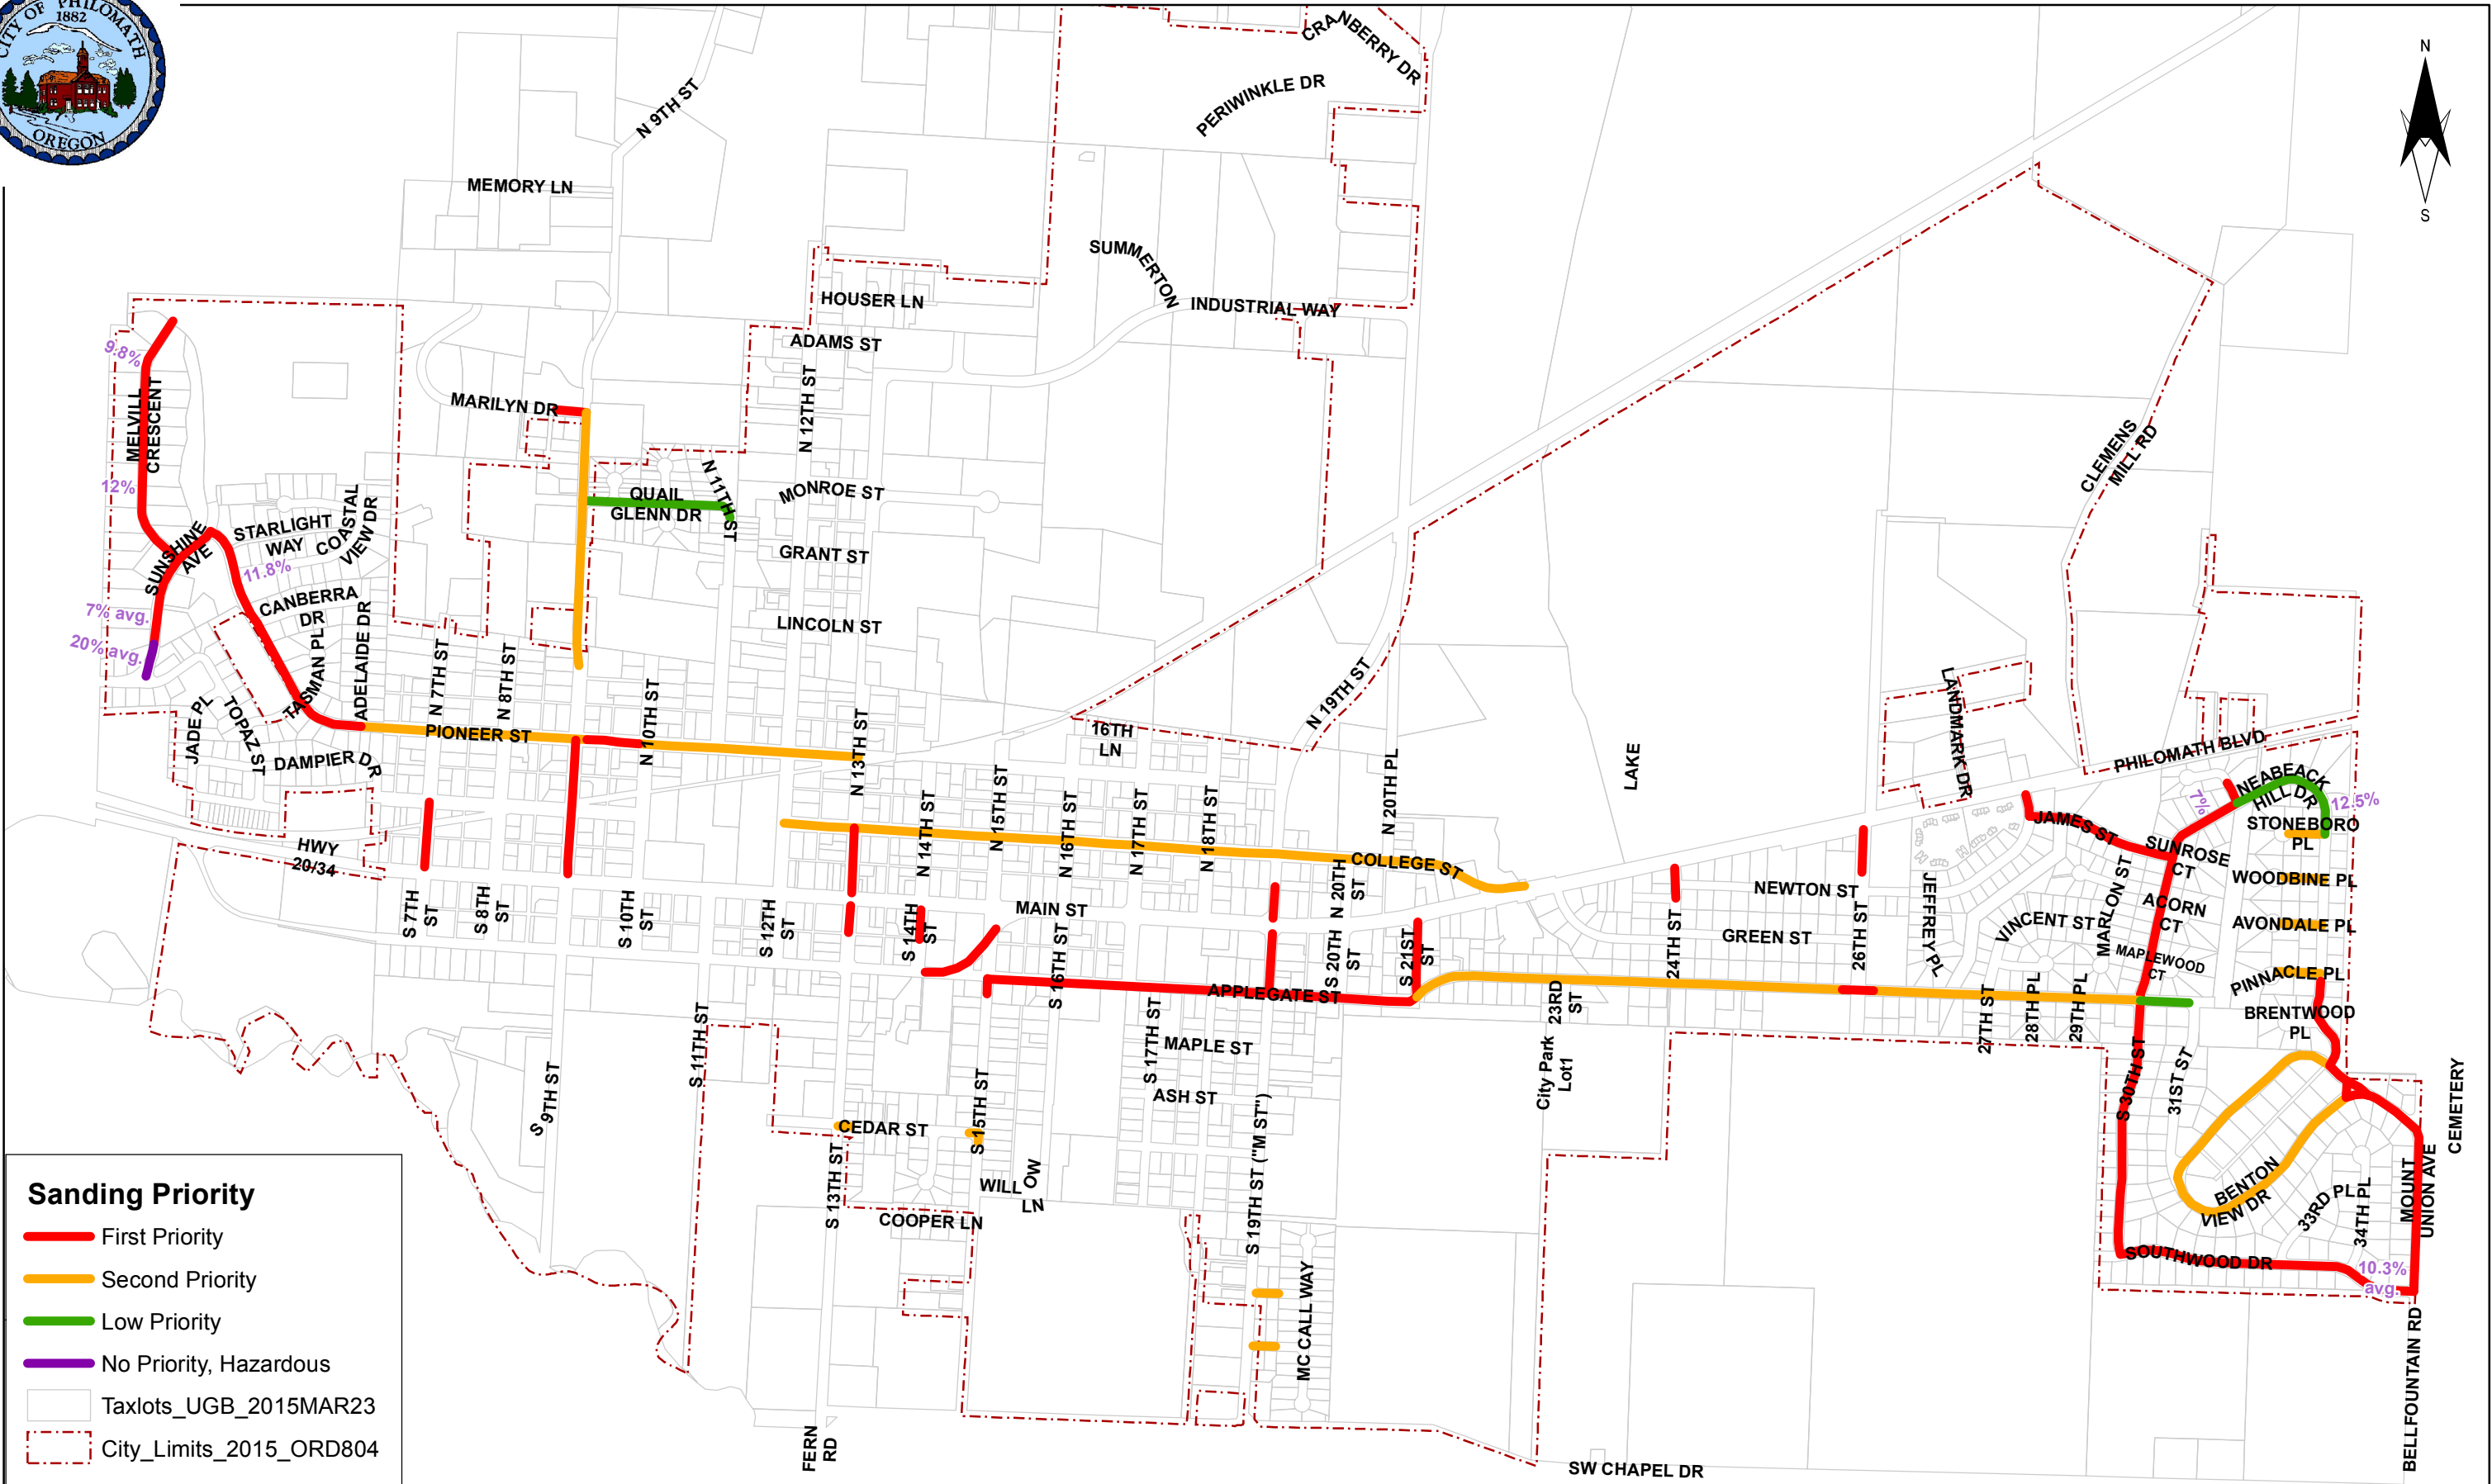 CITY OF PHILOMATH
1882
OREGON
CRANBERRY DR
PERIWINKLE DR
N 9TH ST
N
S
MEMORY LN
SUMMERTON
INDUSTRIAL WAY
HOUSER LN
ADAMS ST
9.8%
MELVILL
CRESCENT
MARILYN DR
N 12TH ST
CLEMENS
MILL RD
12%
QUAIL
GLENN DR
N 11TH ST
MONROE ST
STARLIGHT
WAY
COASTAL
VIEW DR
SUNSHINE
AVE
11.8%
GRANT ST
CANBERRA
DR
7% avg.
20% avg.
LINCOLN ST
TASMAN PL
ADELAIDE DR
N 7TH ST
N 8TH ST
N 10TH ST
N 19TH ST
LANDMARK DR
JADE PL
TOPAZ ST
PIONEER ST
DAMPIER DR
N 13TH ST
16TH
LN
N 20TH PL
LAKE
PHILOMATH BLVD
NEABEACK
HILL DR
7%
12.5%
HWY
20/34
N 14TH ST
N 15TH ST
N 16TH ST
N 17TH ST
N 18TH ST
COLLEGE ST
JAMES ST
STONEBORO
PL
SUNROSE
CT
WOODBINE PL
N 20TH
ST
NEWTON ST
JEFFREY PL
MARLON ST
ACORN
CT
AVONDALE PL
S 7TH
ST
S 8TH
ST
S 10TH
ST
S 12TH
ST
S 14TH
ST
MAIN ST
S 16TH ST
S 20TH
ST
S 21ST
ST
24TH ST
GREEN ST
26TH ST
VINCENT ST
MAPLEWOOD
CT
PINNACLE PL
APPLEGATE ST
23RD
ST
27TH ST
28TH PL
29TH PL
BRENTWOOD
PL
S 9TH ST
S 11TH ST
S 17TH ST
MAPLE ST
ASH ST
City Park
Lot1
S 30TH ST
31ST ST
CEMETERY
CEDAR ST
S 15TH ST
S 13TH ST
WILLOW
LN
COOPER LN
S 19TH ST ("M ST")
MC CALL WAY
BENTON
VIEW DR
33RD PL
34TH PL
MOUNT
UNION AVE
SOUTHWOOD DR
10.3%
avg.
BELLFOUNTAIN RD
FERN
RD
SW CHAPEL DR
Sanding Priority
First Priority
Second Priority
Low Priority
No Priority, Hazardous
Taxlots_UGB_2015MAR23
City_Limits_2015_ORD804